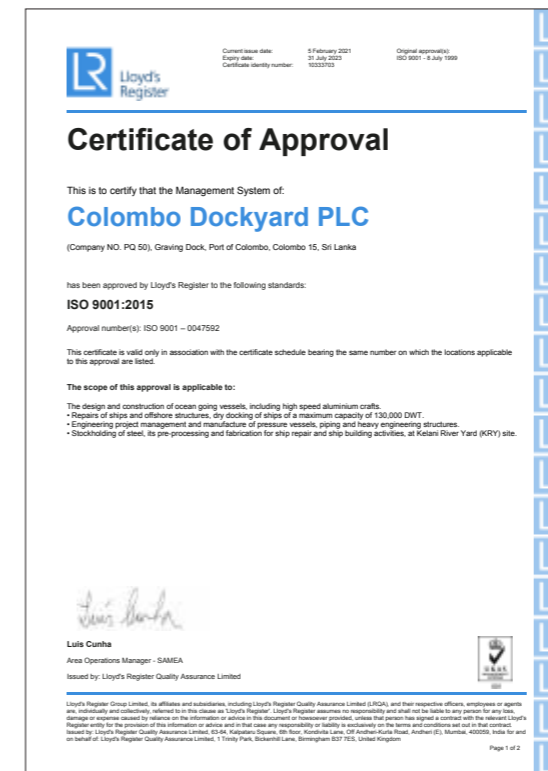 LR
Lloyd's
Register
Current issue date: 5 February 2021
Expiry date: 31 July 2023
Certificate identity number: 10333703
Original approval(s):
ISO 9001 - 8 July 1999
Certificate of Approval
This is to certify that the Management System of:
Colombo Dockyard PLC
(Company NO. PQ 50), Graving Dock, Port of Colombo, Colombo 15, Sri Lanka
has been approved by Lloyd's Register to the following standards:
ISO 9001:2015
Approval number(s): ISO 9001 – 0047592
This certificate is valid only in association with the certificate schedule bearing the same number on which the locations applicable
to this approval are listed.
The scope of this approval is applicable to:
The design and construction of ocean going vessels, including high speed aluminium crafts.
• Repairs of ships and offshore structures, dry docking of ships of a maximum capacity of 130,000 DWT.
• Engineering project management and manufacture of pressure vessels, piping and heavy engineering structures.
• Stockholding of steel, its pre-processing and fabrication for ship repair and ship building activities, at Kelani River Yard (KRY) site.
Luis Cunha
Luis Cunha
Area Operations Manager - SAMEA
Issued by: Lloyd's Register Quality Assurance Limited
UKAS
Lloyd's Register Group Limited, its affiliates and subsidiaries, including Lloyd's Register Quality Assurance Limited (LRQA), and their respective officers, employees or agents
are, individually and collectively, referred to in this clause as 'Lloyd's Register'. Lloyd's Register assumes no responsibility and shall not be liable to any person for any loss,
damage or expense caused by reliance on the information or advice in this document or howsoever provided, unless that person has signed a contract with the relevant Lloyd's
Register entity for the provision of this information or advice and in that case any responsibility or liability is exclusively on the terms and conditions set out in that contract.
Issued by: Lloyd's Register Quality Assurance Limited, 63-64, Kalpataru Square, 6th floor, Kondivita Lane, Off Andheri-Kurla Road, Andheri (E), Mumbai, 400059, India for and
on behalf of: Lloyd's Register Quality Assurance Limited, 1 Trinity Park, Bickenhill Lane, Birmingham B37 7ES, United Kingdom
Page 1 of 2